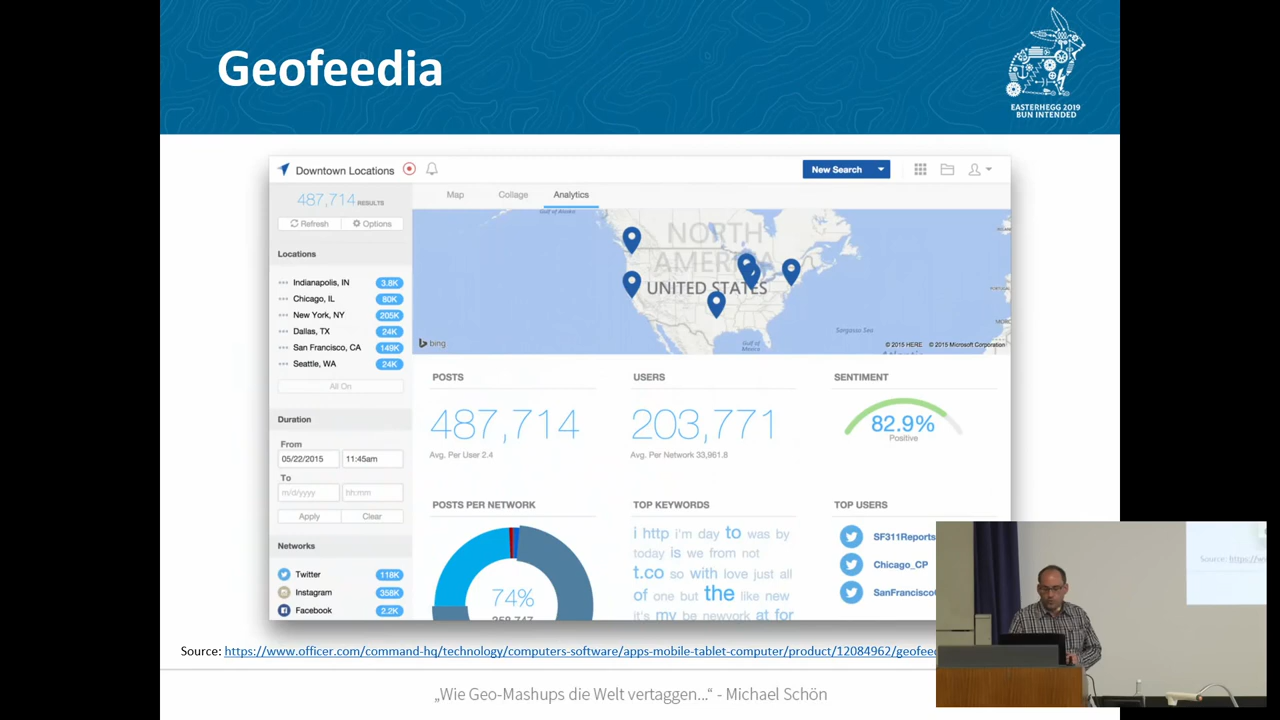 Geofeedia
EASTERHEGG 2019
BUN INTENDED
Downtown Locations
New Search
487,714 RESULTS
Refresh
Options
Map
Collage
Analytics
Locations
Indianapolis, IN 3.8K
Chicago, IL 80K
New York, NY 205K
Dallas, TX 24K
San Francisco, CA 149K
Seattle, WA 24K
All On
Duration
From
05/22/2015 11:45am
To
m/d/yyyy hh:mm
Apply
Clear
Networks
Twitter 118K
Instagram 358K
Facebook 2.2K
Gulf of Alaska
NORTH
AMERICA
UNITED STATES
Sargasso Sea
Gulf of
Mexico
bing
© 2015 HERE © 2015 Microsoft Corporation
POSTS
487,714
Avg. Per User 2.4
USERS
203,771
Avg. Per Network 33,961.8
SENTIMENT
82.9%
Positive
POSTS PER NETWORK
74%
TOP KEYWORDS
i http i'm day to was by
today is we from not
t.co so with love just all
of one but the like new
it's my be newyork at for
TOP USERS
SF311Reports
Chicago_CP
Source: https://www.officer.com/command-hq/technology/computers-software/apps-mobile-tablet-computer/product/12084962/geofee
„Wie Geo-Mashups die Welt vertaggen...“ - Michael Schön